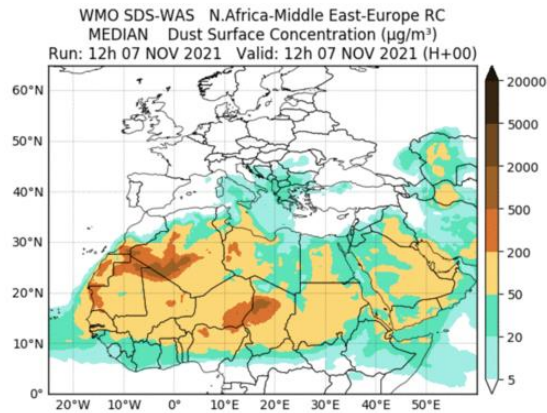 WMO SDS-WAS   N.Africa-Middle East-Europe RC
MEDIAN    Dust Surface Concentration (µg/m³)
Run: 12h 07 NOV 2021   Valid: 12h 07 NOV 2021 (H+00)
60°N
50°N
40°N
30°N
20°N
10°N
0°
20°W 10°W 0° 10°E 20°E 30°E 40°E 50°E
20000
5000
2000
500
200
50
20
5